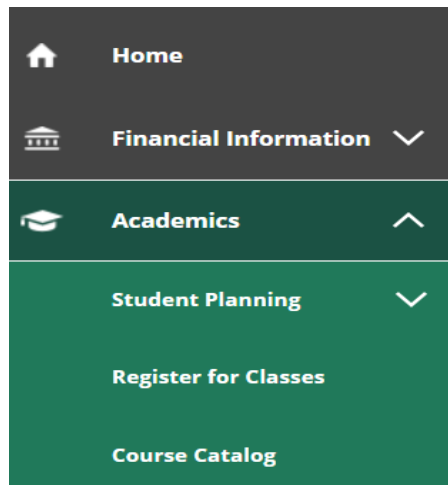 Home
Financial Information
Academics
Student Planning
Register for Classes
Course Catalog